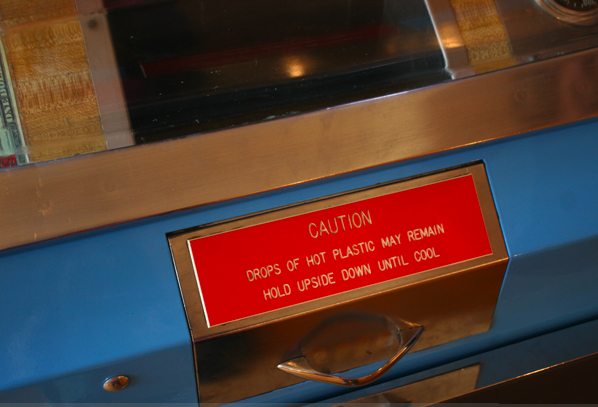 CAUTION
DROPS OF HOT PLASTIC MAY REMAIN
HOLD UPSIDE DOWN UNTIL COOL